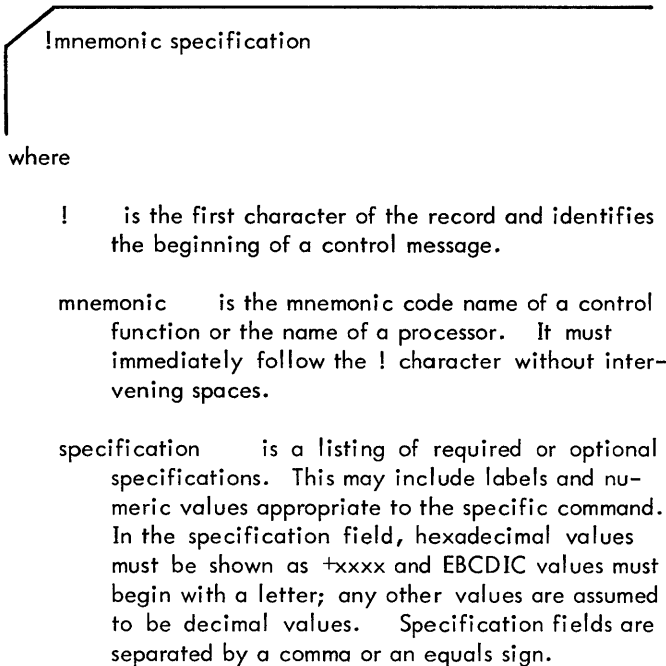 !mnemonic specification
where
! is the first character of the record and identifies
the beginning of a control message.
mnemonic is the mnemonic code name of a control
function or the name of a processor. It must
immediately follow the ! character without inter-
vening spaces.
specification is a listing of required or optional
specifications. This may include labels and nu-
meric values appropriate to the specific command.
In the specification field, hexadecimal values
must be shown as +xxxx and EBCDIC values must
begin with a letter; any other values are assumed
to be decimal values. Specification fields are
separated by a comma or an equals sign.